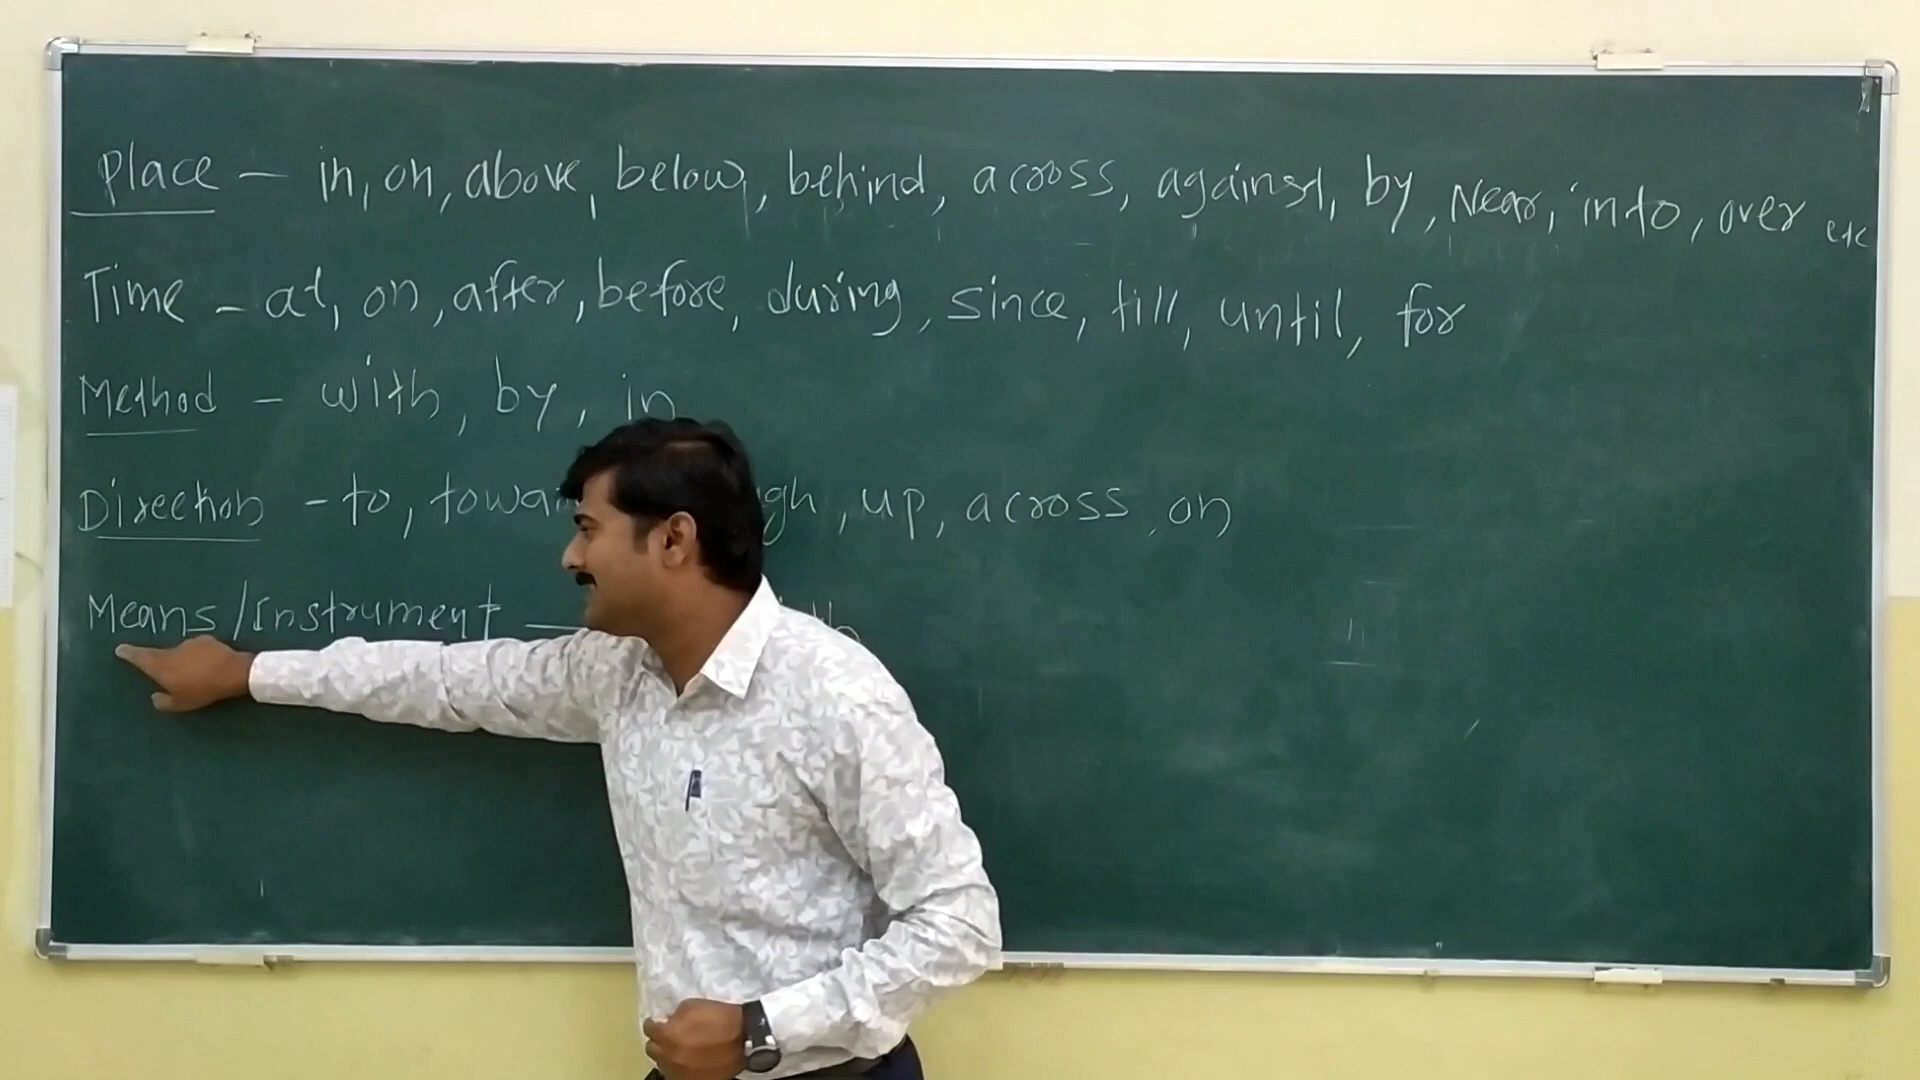 Place – in, on, above, below, behind, across, against, by, Near, into, over etc
Time – at, on, after, before, during, since, till, until, for
Method – with, by, in
Direction – to, , up, across, on
Means/Instrument –